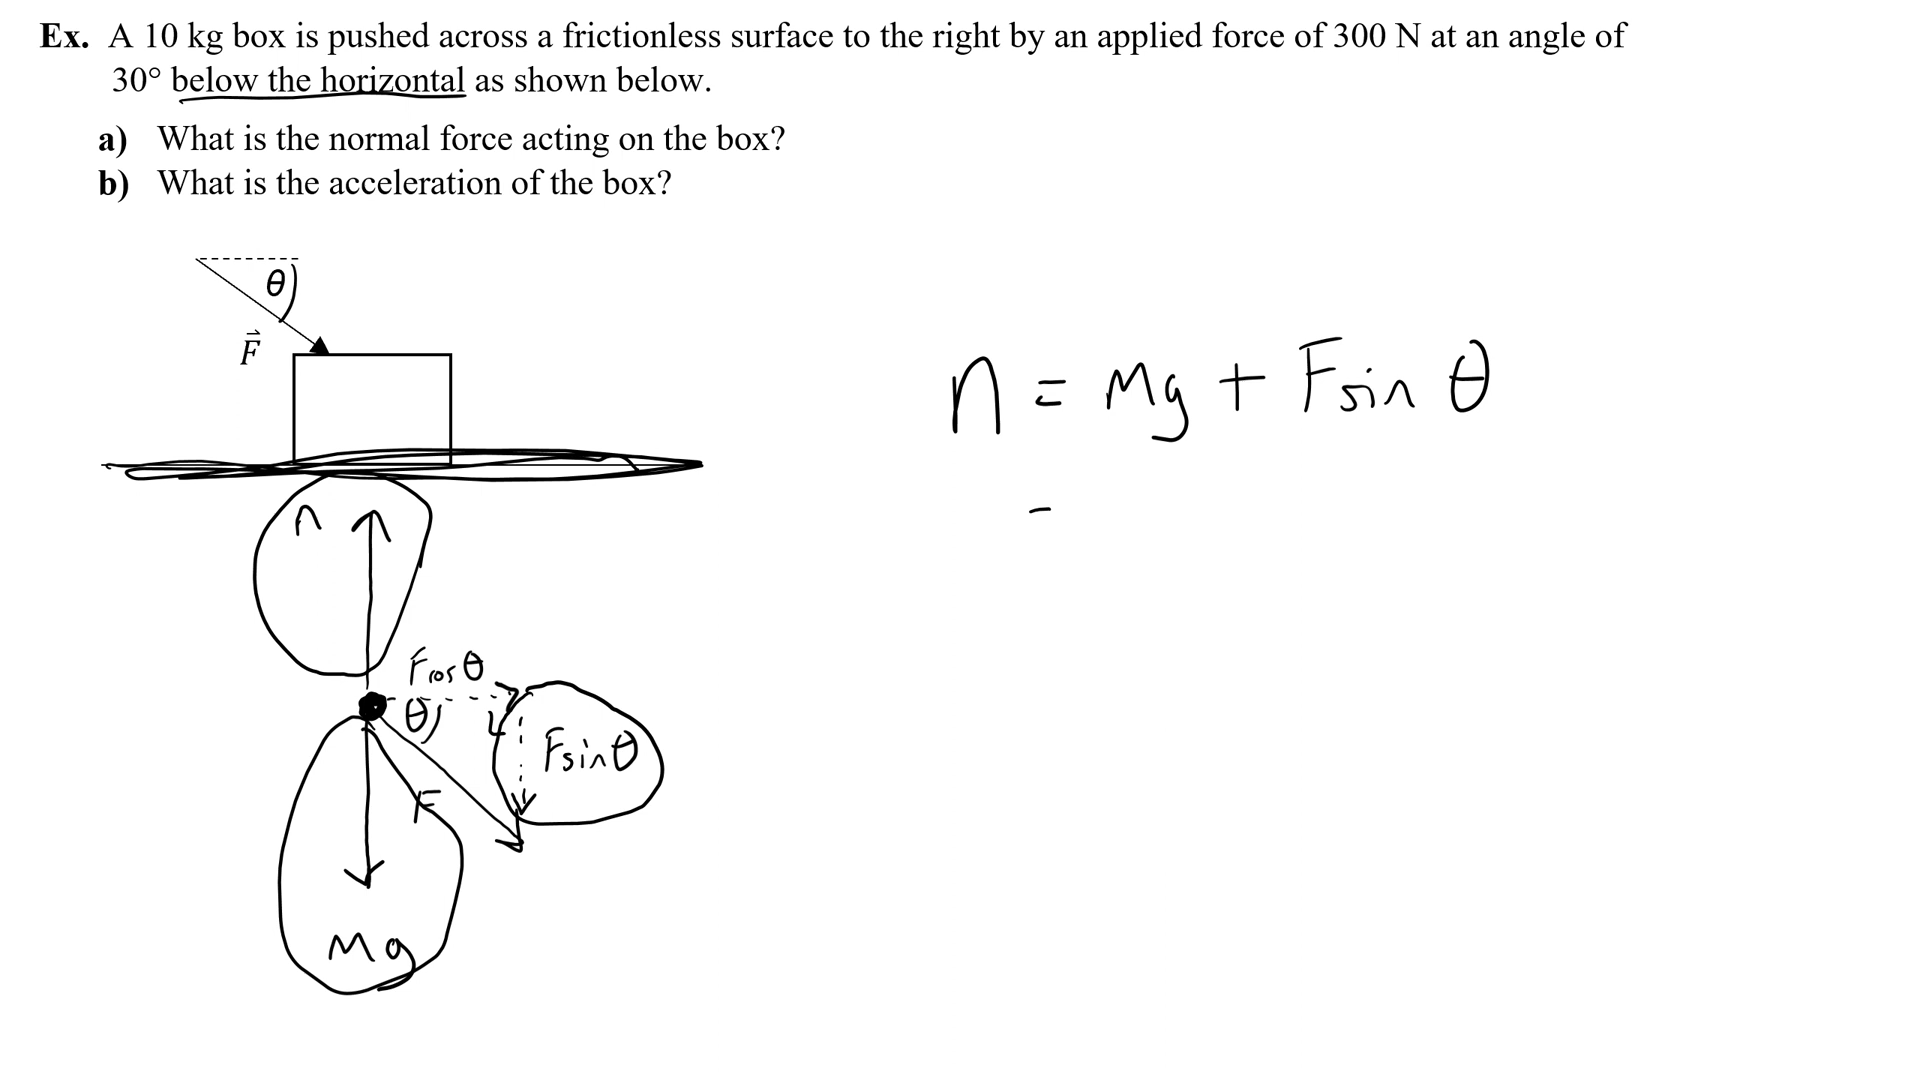 Ex. A 10 kg box is pushed across a frictionless surface to the right by an applied force of 300 N at an angle of
30° below the horizontal as shown below.
a) What is the normal force acting on the box?
b) What is the acceleration of the box?
θ
F⃗
n = Mg + Fsin θ
=
n
Fcosθ
θ
Fsinθ
F
Mg